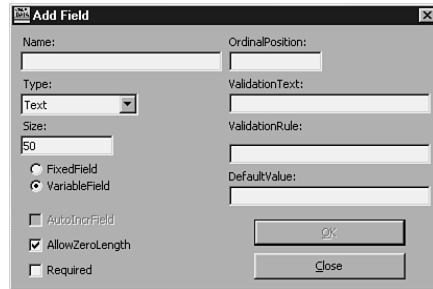 Add Field
Name:
OrdinalPosition:
Type:
Text
ValidationText:
Size:
50
ValidationRule:
FixedField
VariableField
DefaultValue:
AutoIncrField
AllowZeroLength
Required
OK
Close